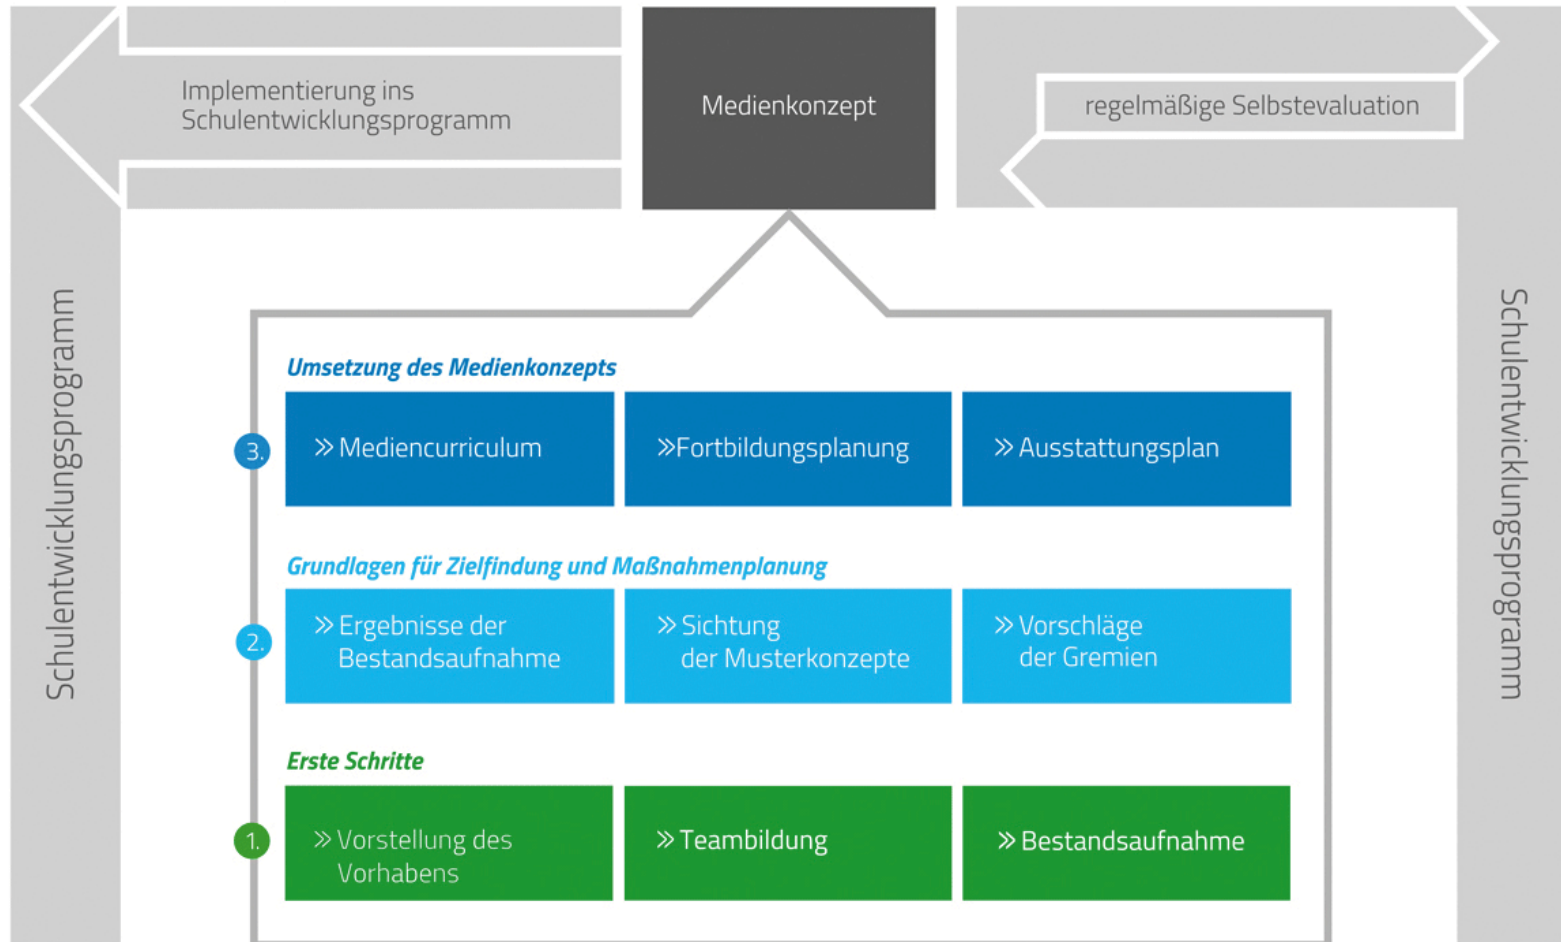 Implementierung ins
Schulentwicklungsprogramm
Medienkonzept
regelmäßige Selbstevaluation
Schulentwicklungsprogramm
Schulentwicklungsprogramm
Umsetzung des Medienkonzepts
3.
» Mediencurriculum
»Fortbildungsplanung
» Ausstattungsplan
Grundlagen für Zielfindung und Maßnahmenplanung
2.
» Ergebnisse der
Bestandsaufnahme
» Sichtung
der Musterkonzepte
» Vorschläge
der Gremien
Erste Schritte
1.
» Vorstellung des
Vorhabens
» Teambildung
» Bestandsaufnahme